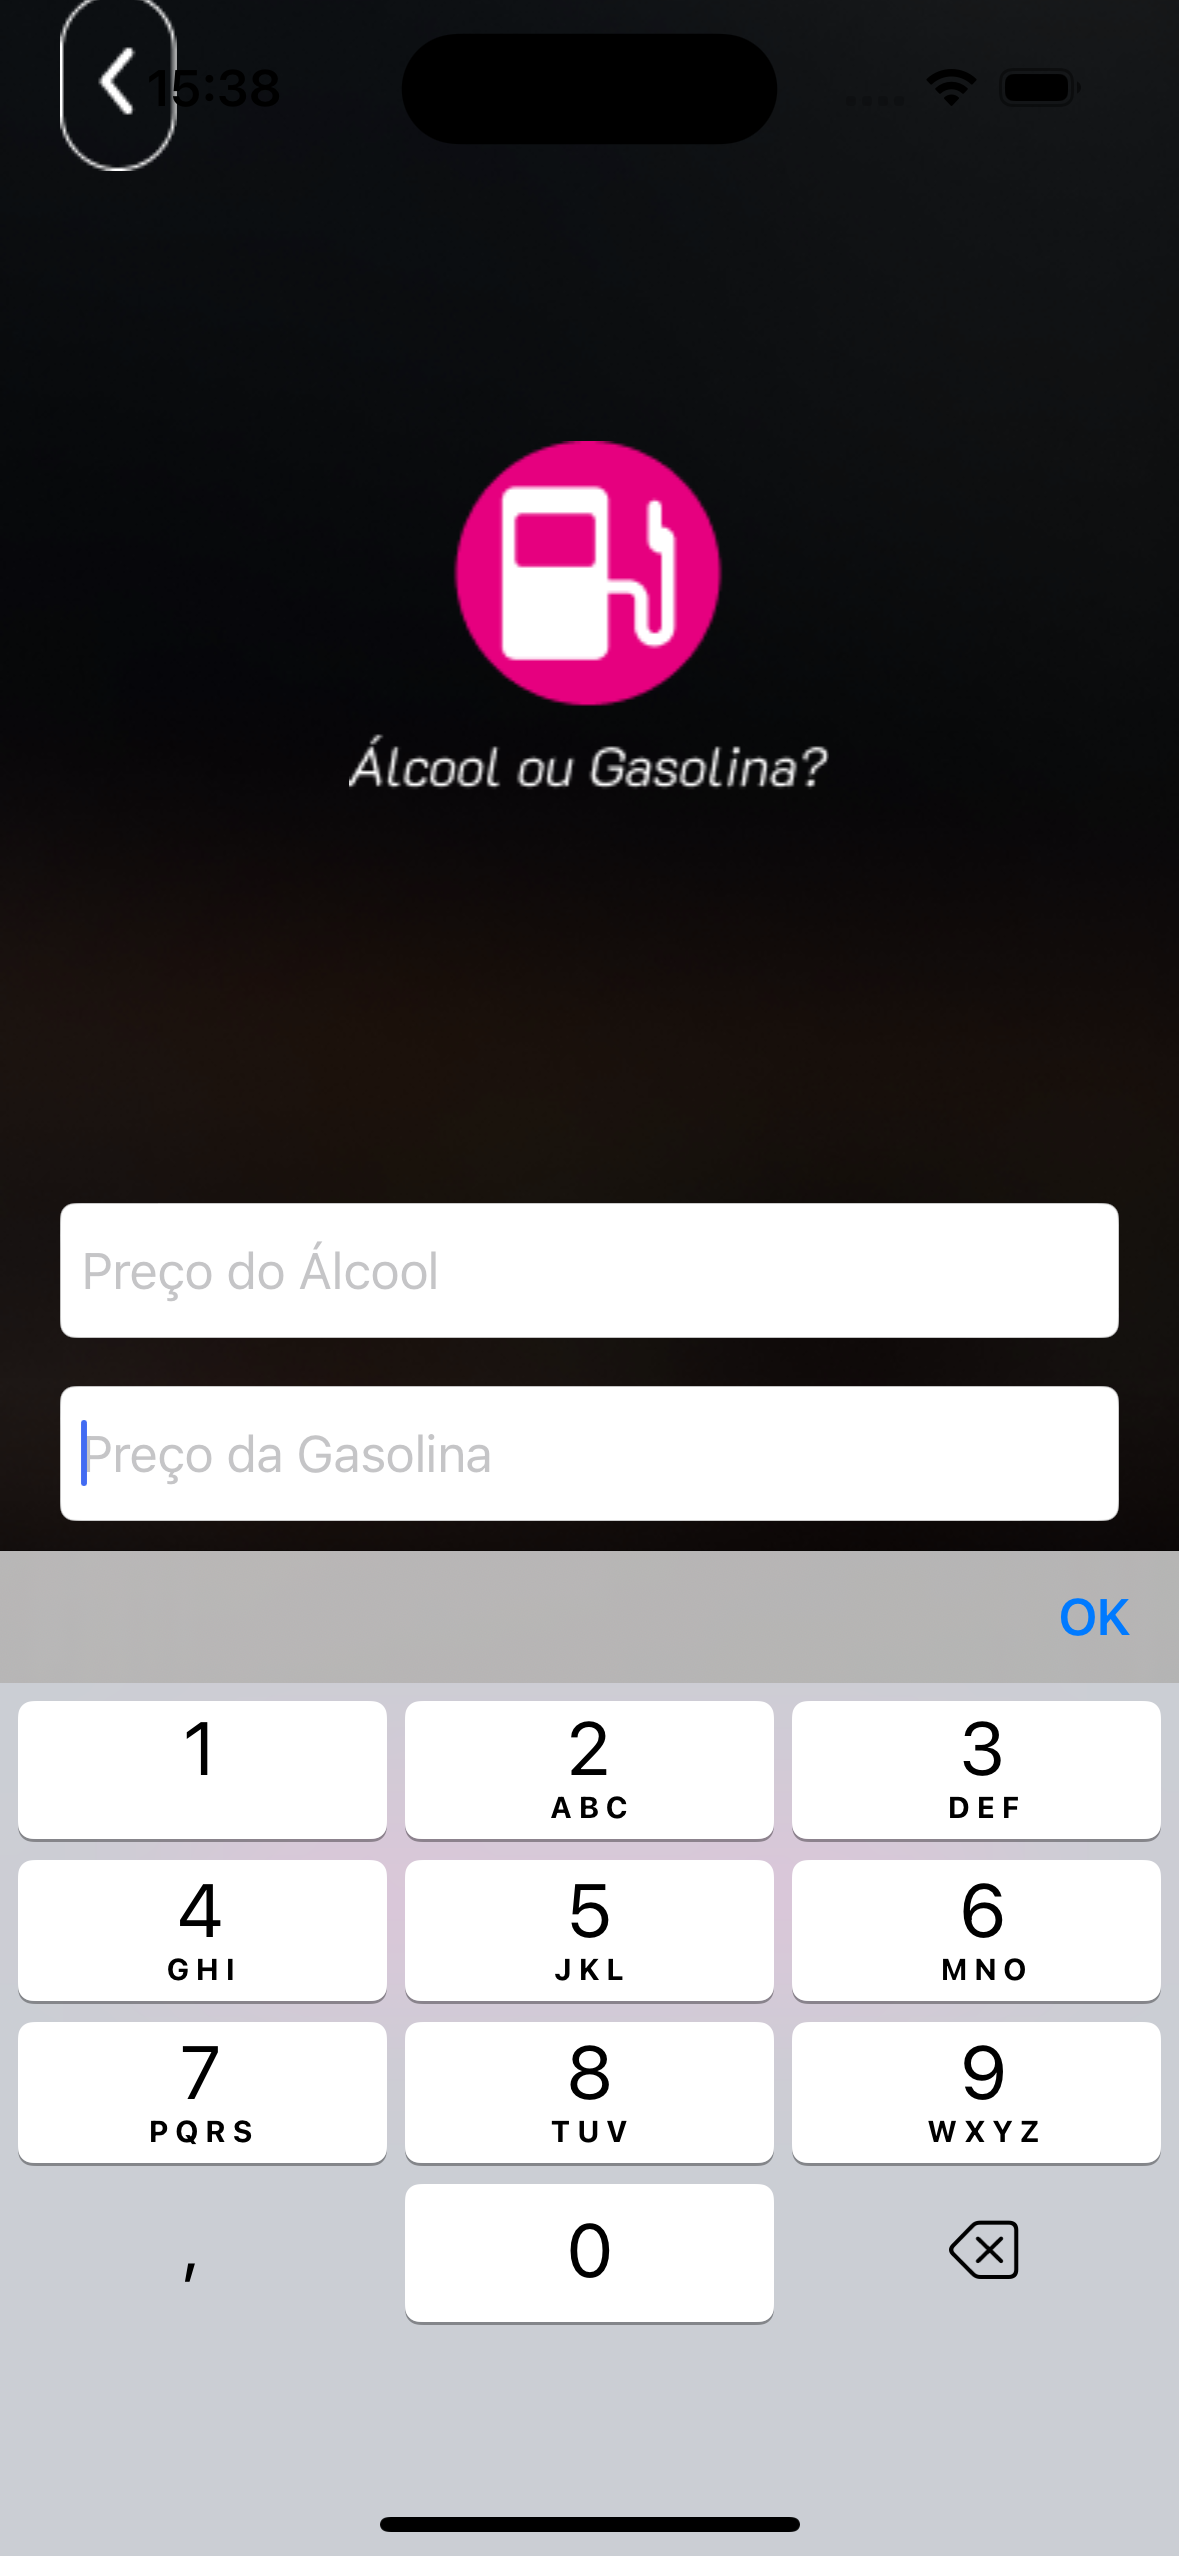 15:38
Álcool ou Gasolina?
Preço do Álcool
Preço da Gasolina
OK
1
2
ABC
3
DEF
4
GHI
5
JKL
6
MNO
7
PQRS
8
TUV
9
WXYZ
,
0